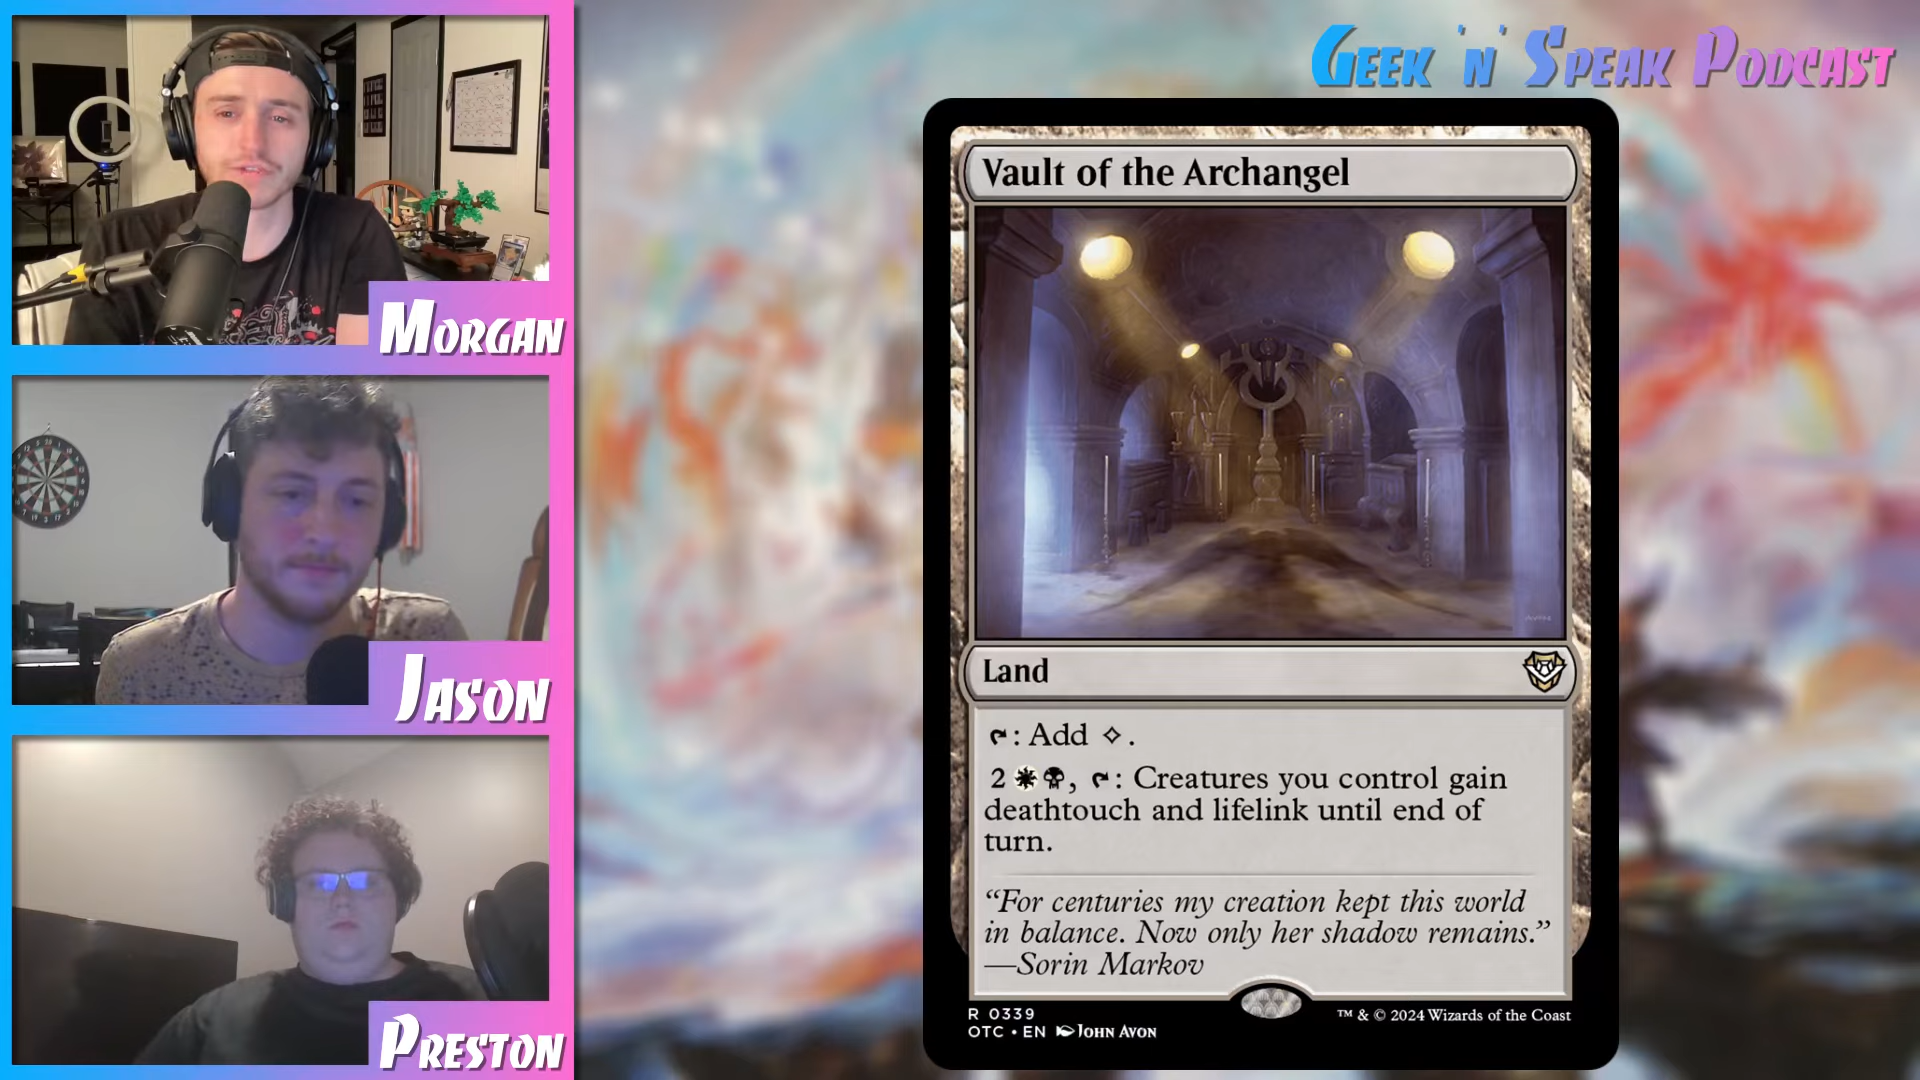 GEEK 'N' SPEAK PODCAST
MORGAN
JASON
PRESTON
Vault of the Archangel
Land
: Add .
2 , : Creatures you control gain
deathtouch and lifelink until end of
turn.
“For centuries my creation kept this world
in balance. Now only her shadow remains.”
—Sorin Markov
R 0339
OTC • EN JOHN AVON
™ & © 2024 Wizards of the Coast